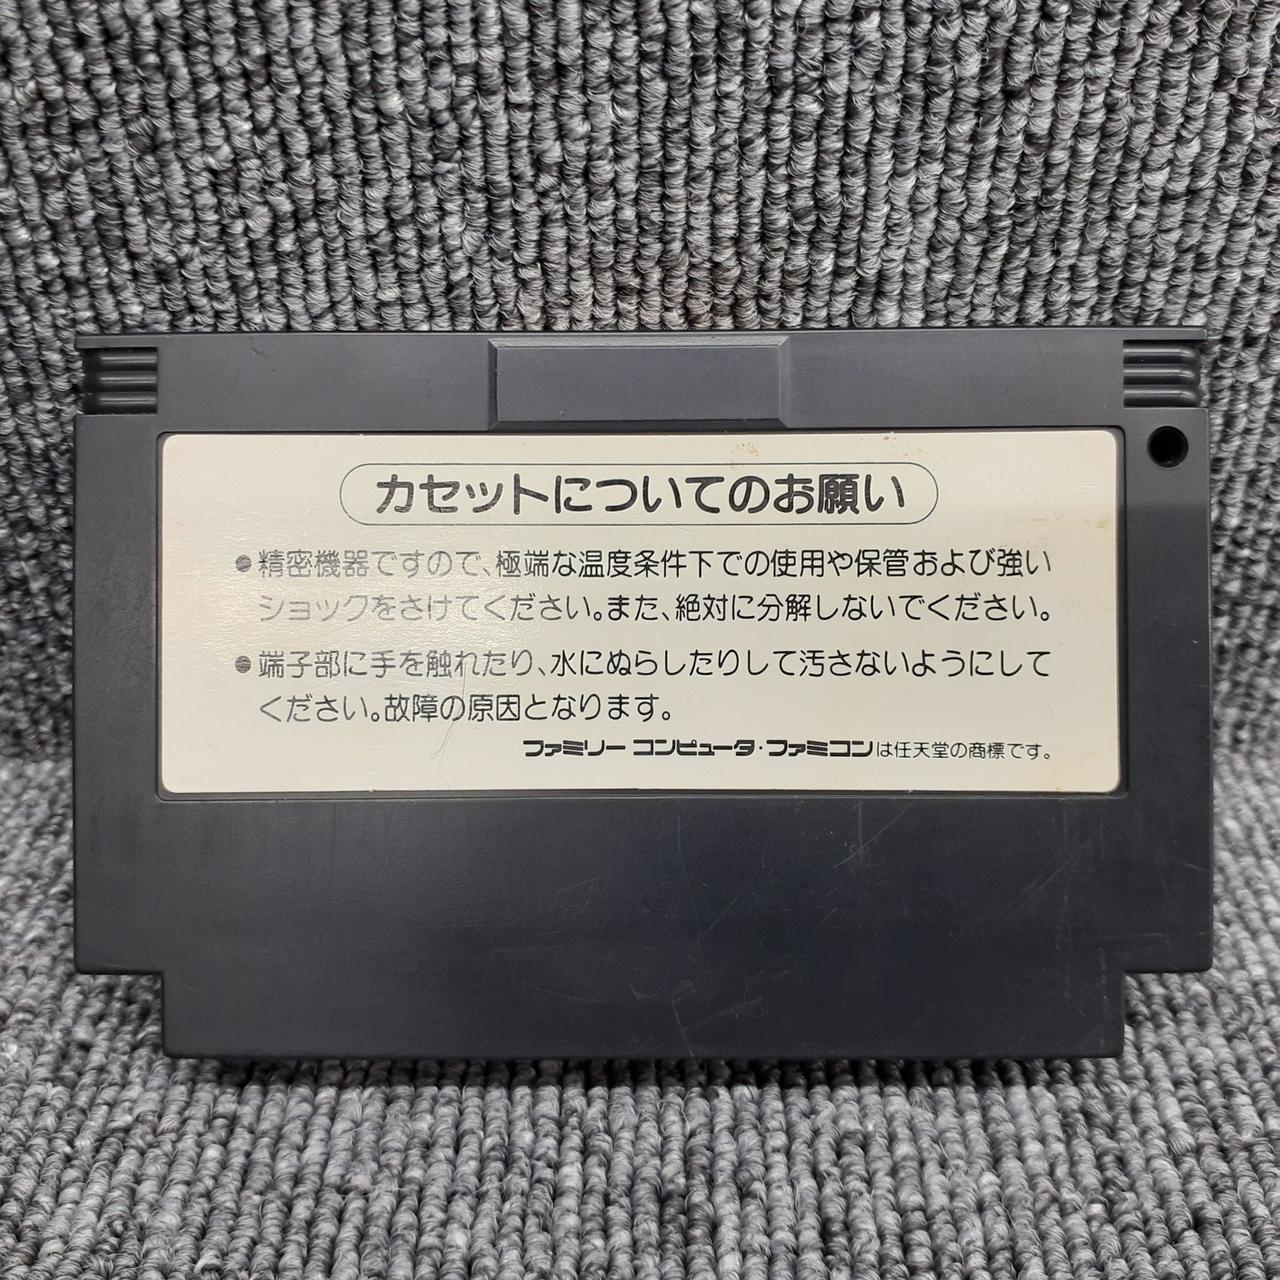 カセットについてのお願い
●精密機器ですので、極端な温度条件下での使用や保管および強い
ショックをさけてください。また、絶対に分解しないでください。
●端子部に手を触れたり、水にぬらしたりして汚さないようにして
ください。故障の原因となります。
ファミリー コンピュータ・ファミコンは任天堂の商標です。